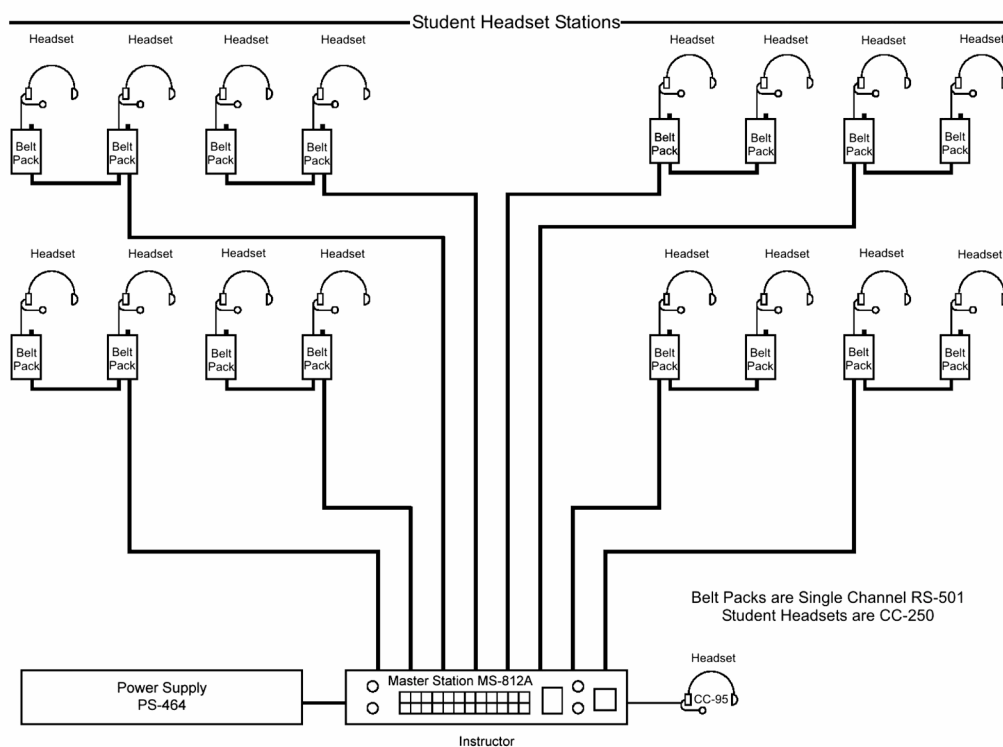 Student Headset Stations
Headset
Headset
Headset
Headset
Headset
Headset
Headset
Headset
Belt
Pack
Belt
Pack
Belt
Pack
Belt
Pack
Belt
Pack
Belt
Pack
Belt
Pack
Belt
Pack
Headset
Headset
Headset
Headset
Headset
Headset
Headset
Headset
Belt
Pack
Belt
Pack
Belt
Pack
Belt
Pack
Belt
Pack
Belt
Pack
Belt
Pack
Belt
Pack
Belt Packs are Single Channel RS-501
Student Headsets are CC-250
Headset
CC-95
Power Supply
PS-464
Master Station MS-812A
Instructor